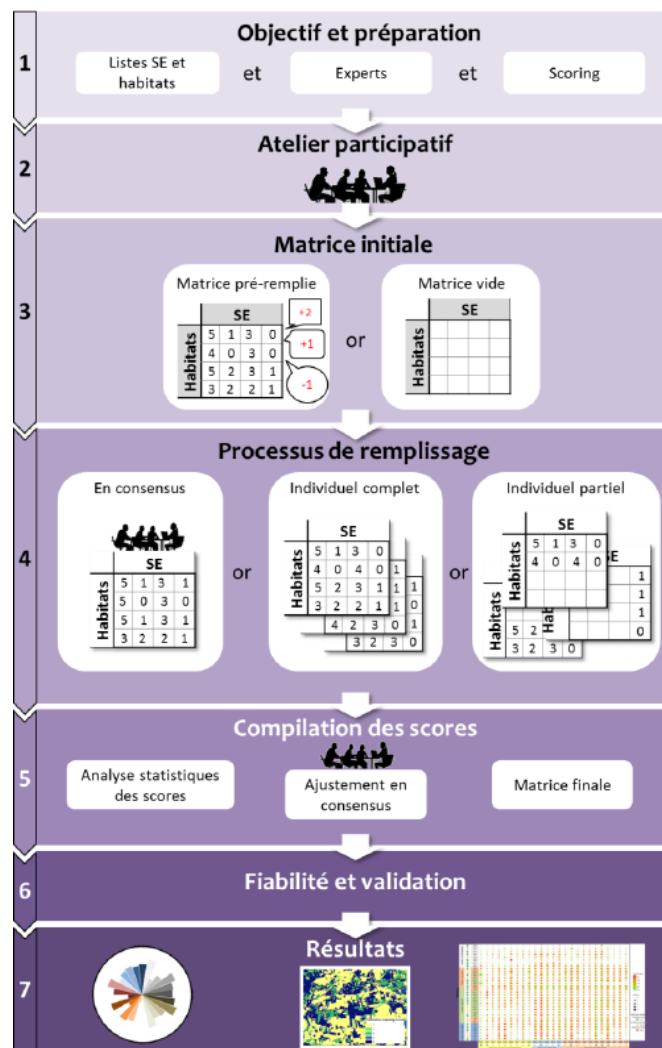 1
Objectif et préparation
Listes SE et
habitats
et
Experts
et
Scoring
2
Atelier participatif
3
Matrice initiale
Matrice pré-remplie
SE
Habitats
5 1 3 0
4 0 3 0
5 2 3 1
3 2 2 1
+2
+1
-1
or
Matrice vide
SE
Habitats
4
Processus de remplissage
En consensus
SE
Habitats
5 1 3 1
5 0 3 0
5 1 3 1
3 2 2 1
or
Individuel complet
SE
Habitats
5 1 3 0
4 0 4 0 1
5 2 3 1 1 1
3 2 2 1 1 0
4 2 3 0 1
3 2 3 0
or
Individuel partiel
SE
Habitats
5 1 3 0
4 0 4 0
1
1
1
0
Habitats
5 2
3 2 3 0
5
Compilation des scores
Analyse statistiques
des scores
Ajustement en
consensus
Matrice finale
6
Fiabilité et validation
7
Résultats